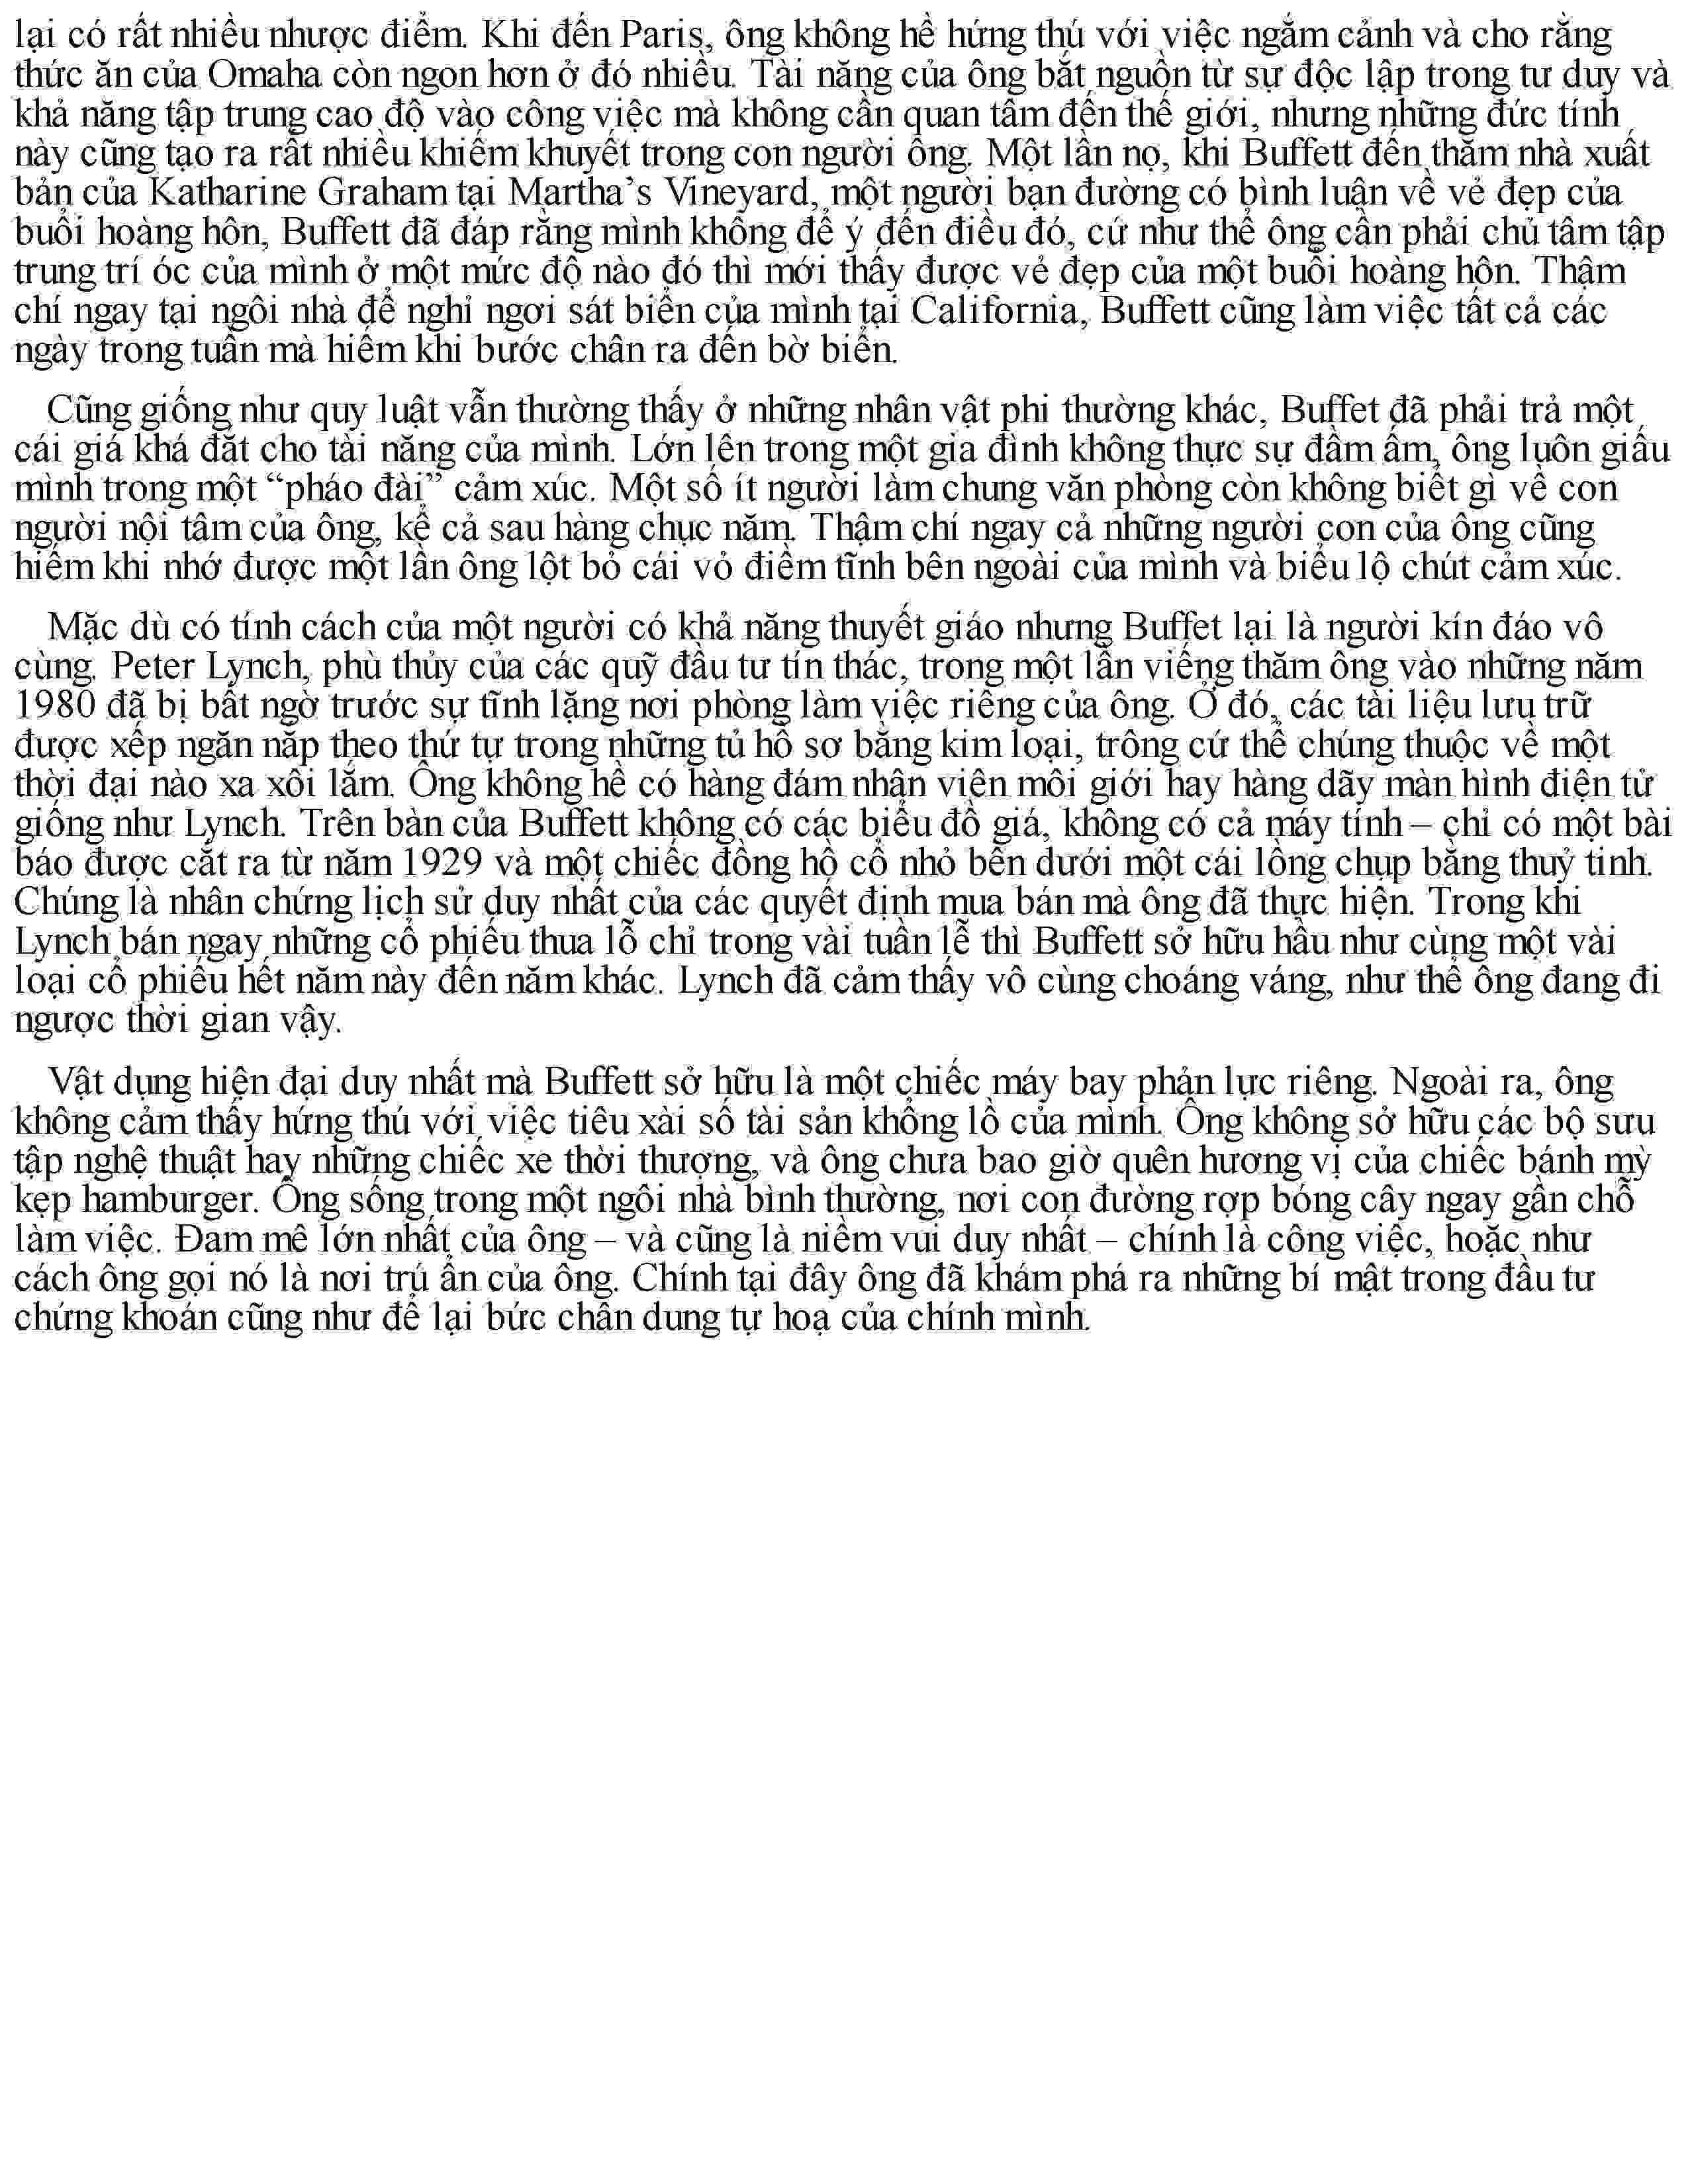 lại có rất nhiều nhược điểm. Khi đến Paris, ông không hề hứng thú với việc ngắm cảnh và cho rằng
thức ăn của Omaha còn ngon hơn ở đó nhiều. Tài năng của ông bắt nguồn từ sự độc lập trong tư duy và
khả năng tập trung cao độ vào công việc mà không cần quan tâm đến thế giới, nhưng những đức tính
này cũng tạo ra rất nhiều khiếm khuyết trong con người ông. Một lần nọ, khi Buffett đến thăm nhà xuất
bản của Katharine Graham tại Martha’s Vineyard, một người bạn đường có bình luận về vẻ đẹp của
buổi hoàng hôn, Buffett đã đáp rằng mình không để ý đến điều đó, cứ như thể ông cần phải chủ tâm tập
trung trí óc của mình ở một mức độ nào đó thì mới thấy được vẻ đẹp của một buổi hoàng hôn. Thậm
chí ngay tại ngôi nhà để nghỉ ngơi sát biển của mình tại California, Buffett cũng làm việc tất cả các
ngày trong tuần mà hiếm khi bước chân ra đến bờ biển.
Cũng giống như quy luật vẫn thường thấy ở những nhân vật phi thường khác, Buffet đã phải trả một
cái giá khá đắt cho tài năng của mình. Lớn lên trong một gia đình không thực sự đầm ấm, ông luôn giấu
mình trong một “pháo đài” cảm xúc. Một số ít người làm chung văn phòng còn không biết gì về con
người nội tâm của ông, kể cả sau hàng chục năm. Thậm chí ngay cả những người con của ông cũng
hiếm khi nhớ được một lần ông lột bỏ cái vỏ điềm tĩnh bên ngoài của mình và biểu lộ chút cảm xúc.
Mặc dù có tính cách của một người có khả năng thuyết giáo nhưng Buffet lại là người kín đáo vô
cùng. Peter Lynch, phù thủy của các quỹ đầu tư tín thác, trong một lần viếng thăm ông vào những năm
1980 đã bị bất ngờ trước sự tĩnh lặng nơi phòng làm việc riêng của ông. Ở đó, các tài liệu lưu trữ
được xếp ngăn nắp theo thứ tự trong những tủ hồ sơ bằng kim loại, trông cứ thể chúng thuộc về một
thời đại nào xa xôi lắm. Ông không hề có hàng đám nhân viên môi giới hay hàng dãy màn hình điện tử
giống như Lynch. Trên bàn của Buffett không có các biểu đồ giá, không có cả máy tính – chỉ có một bài
báo được cắt ra từ năm 1929 và một chiếc đồng hồ cổ nhỏ bên dưới một cái lồng chụp bằng thuỷ tinh.
Chúng là nhân chứng lịch sử duy nhất của các quyết định mua bán mà ông đã thực hiện. Trong khi
Lynch bán ngay những cổ phiếu thua lỗ chỉ trong vài tuần lễ thì Buffett sở hữu hầu như cùng một vài
loại cổ phiếu hết năm này đến năm khác. Lynch đã cảm thấy vô cùng choáng váng, như thể ông đang đi
ngược thời gian vậy.
Vật dụng hiện đại duy nhất mà Buffett sở hữu là một chiếc máy bay phản lực riêng. Ngoài ra, ông
không cảm thấy hứng thú với việc tiêu xài số tài sản khổng lồ của mình. Ông không sở hữu các bộ sưu
tập nghệ thuật hay những chiếc xe thời thượng, và ông chưa bao giờ quên hương vị của chiếc bánh mỳ
kẹp hamburger. Ông sống trong một ngôi nhà bình thường, nơi con đường rợp bóng cây ngay gần chỗ
làm việc. Đam mê lớn nhất của ông – và cũng là niềm vui duy nhất – chính là công việc, hoặc như
cách ông gọi nó là nơi trú ẩn của ông. Chính tại đây ông đã khám phá ra những bí mật trong đầu tư
chứng khoán cũng như để lại bức chân dung tự hoạ của chính mình.